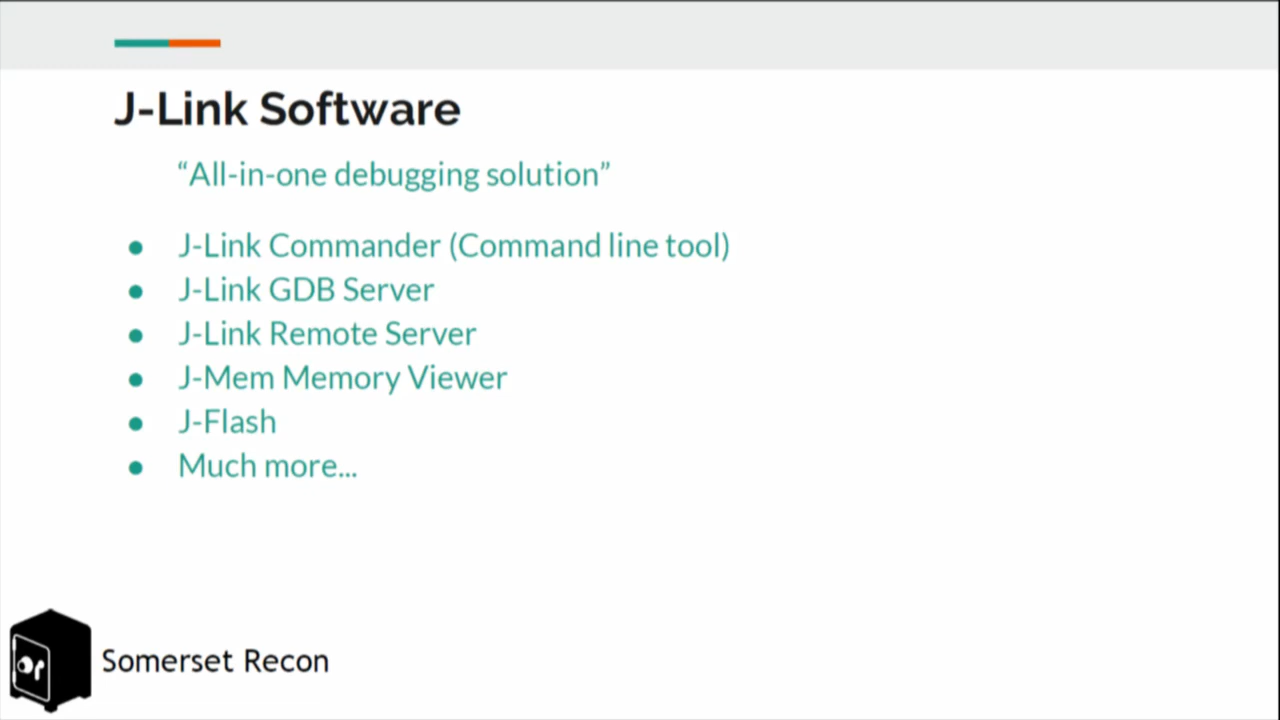 J-Link Software
“All-in-one debugging solution”
● J-Link Commander (Command line tool)
● J-Link GDB Server
● J-Link Remote Server
● J-Mem Memory Viewer
● J-Flash
● Much more...
Somerset Recon